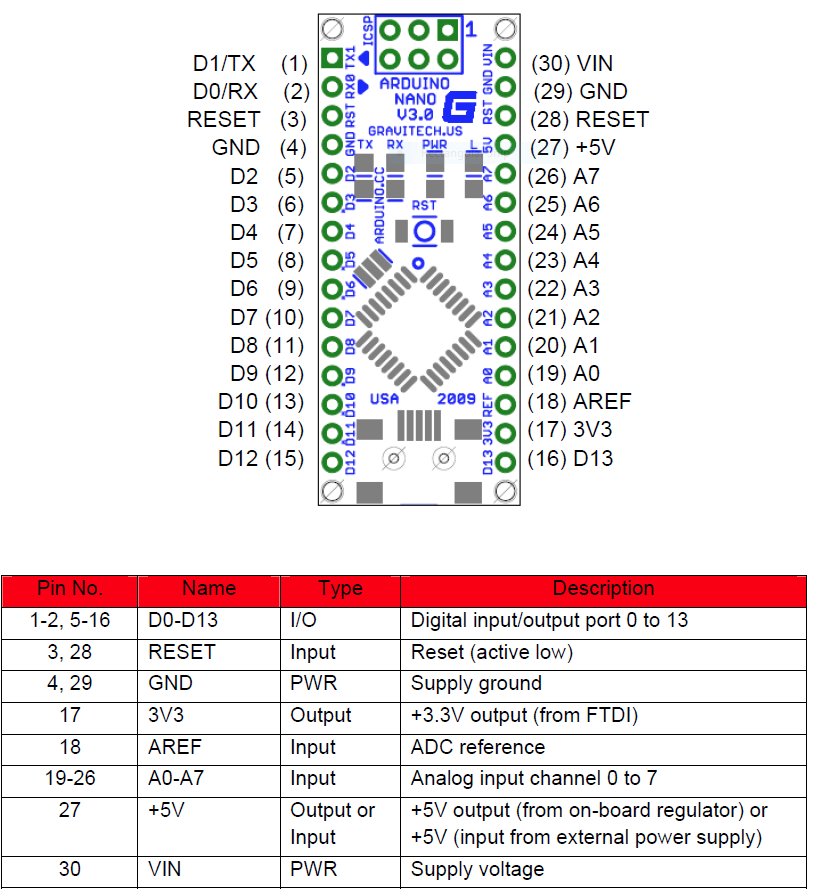 ICSP 1
D1/TX (1) TX1 VIN (30) VIN
D0/RX (2) RX0 ARDUINO GND (29) GND
NANO
RESET (3) RST V3.0 G RST (28) RESET
GRAVITECH.US
GND (4) GND TX RX PWR L 5V (27) +5V
D2 (5) D2 A7 (26) A7
ARDUINO.CC
D3 (6) D3 RST A6 (25) A6
D4 (7) D4 A5 (24) A5
D5 (8) D5 A4 (23) A4
D6 (9) D6 A3 (22) A3
D7 (10) D7 A2 (21) A2
D8 (11) D8 A1 (20) A1
D9 (12) D9 A0 (19) A0
D10 (13) D10 USA 2009 REF (18) AREF
D11 (14) D11 3V3 (17) 3V3
D12 (15) D12 D13 (16) D13
Pin No. Name Type Description
1-2, 5-16 D0-D13 I/O Digital input/output port 0 to 13
3, 28 RESET Input Reset (active low)
4, 29 GND PWR Supply ground
17 3V3 Output +3.3V output (from FTDI)
18 AREF Input ADC reference
19-26 A0-A7 Input Analog input channel 0 to 7
27 +5V Output or +5V output (from on-board regulator) or
Input +5V (input from external power supply)
30 VIN PWR Supply voltage